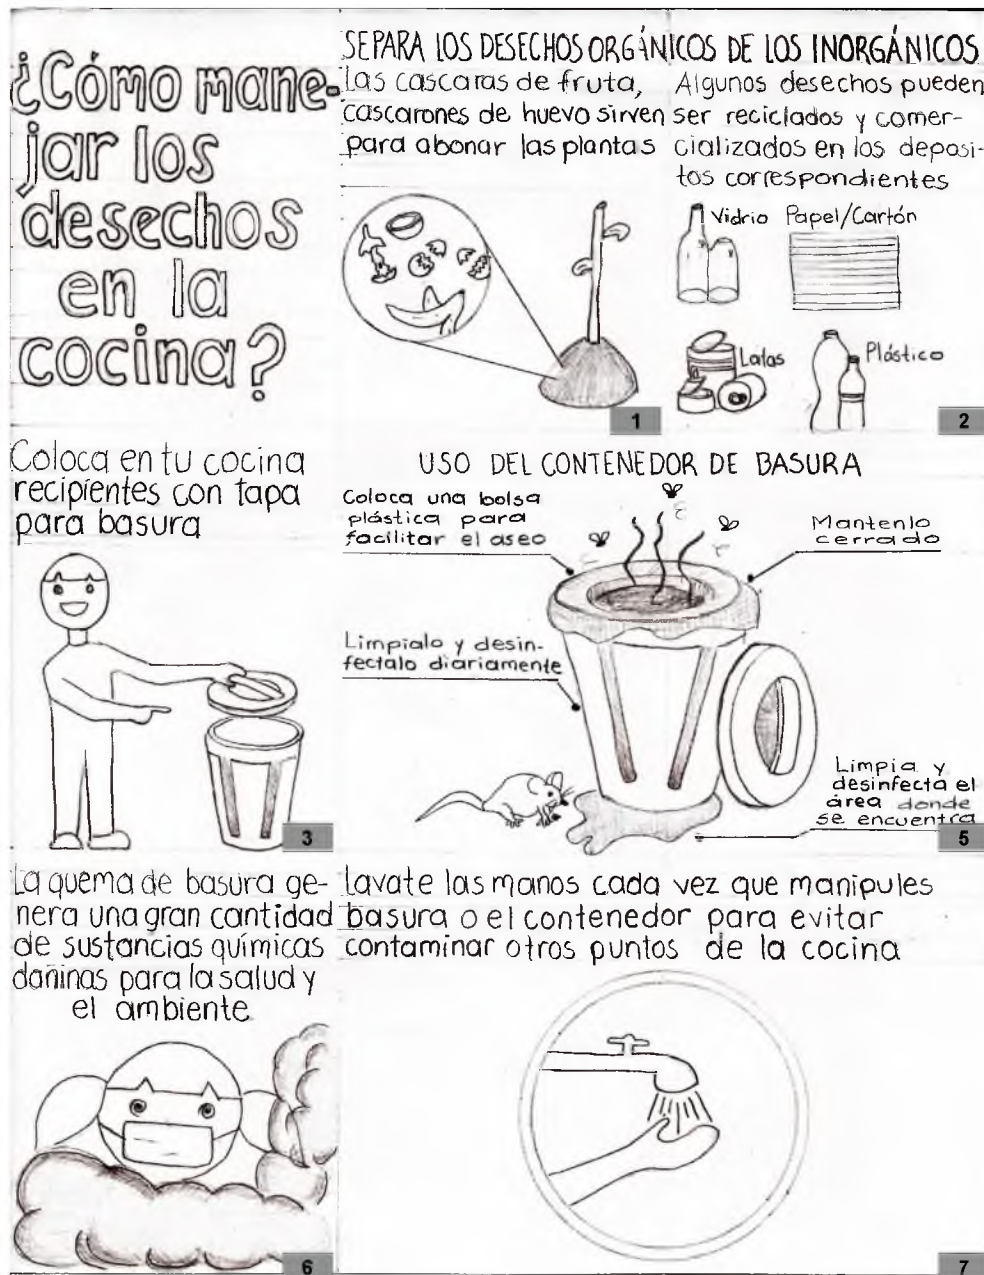 ¿Cómo mane-
jar los
desechos
en la
cocina?
SEPARA LOS DESECHOS ORGÁNICOS DE LOS INORGÁNICOS
Las cascaras de fruta,
cascarones de huevo sirven
para abonar las plantas
1
Algunos desechos pueden
ser reciclados y comer-
cializados en los deposi-
tos correspondientes
Vidrio
Papel/Cartón
Latas
Plástico
2
Coloca en tu cocina
recipientes con tapa
para basura
3
USO DEL CONTENEDOR DE BASURA
Coloca una bolsa
plástica para
facilitar el aseo
Mantenlo
cerrado
Limpialo y desin-
fectalo diariamente
Limpia y
desinfecta el
área donde
se encuentra
5
La quema de basura ge-
nera una gran cantidad
de sustancias químicas
dañinas para la salud y
el ambiente
6
Lavate las manos cada vez que manipules
basura o el contenedor para evitar
contaminar otros puntos de la cocina
7